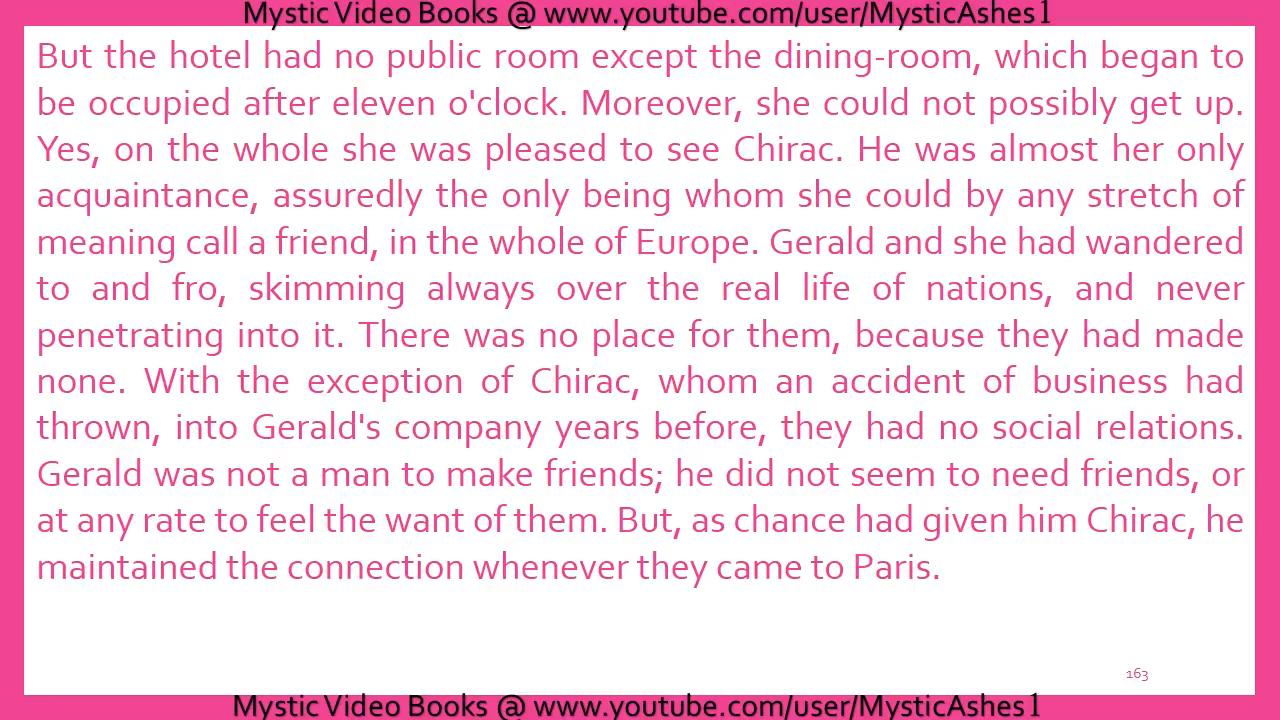 Mystic Video Books @ www.youtube.com/user/MysticAshes1
But the hotel had no public room except the dining-room, which began to
be occupied after eleven o'clock. Moreover, she could not possibly get up.
Yes, on the whole she was pleased to see Chirac. He was almost her only
acquaintance, assuredly the only being whom she could by any stretch of
meaning call a friend, in the whole of Europe. Gerald and she had wandered
to and fro, skimming always over the real life of nations, and never
penetrating into it. There was no place for them, because they had made
none. With the exception of Chirac, whom an accident of business had
thrown, into Gerald's company years before, they had no social relations.
Gerald was not a man to make friends; he did not seem to need friends, or
at any rate to feel the want of them. But, as chance had given him Chirac, he
maintained the connection whenever they came to Paris.
163
Mystic Video Books @ www.youtube.com/user/MysticAshes1